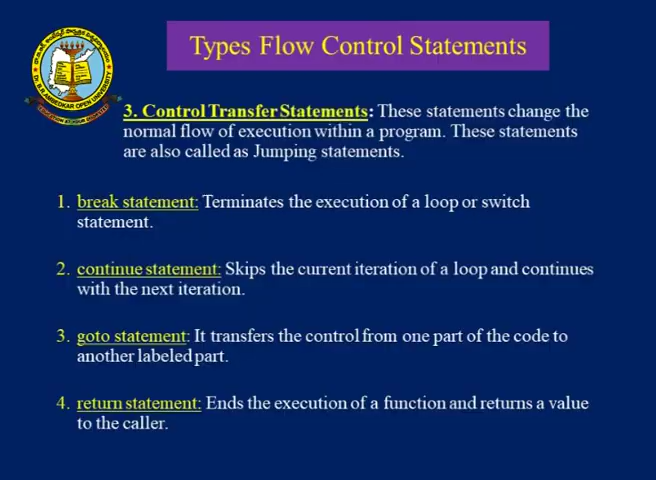 Types Flow Control Statements
Dr. B.R. AMBEDKAR OPEN UNIVERSITY
3. Control Transfer Statements: These statements change the
normal flow of execution within a program. These statements
are also called as Jumping statements.
1. break statement: Terminates the execution of a loop or switch
statement.
2. continue statement: Skips the current iteration of a loop and continues
with the next iteration.
3. goto statement: It transfers the control from one part of the code to
another labeled part.
4. return statement: Ends the execution of a function and returns a value
to the caller.